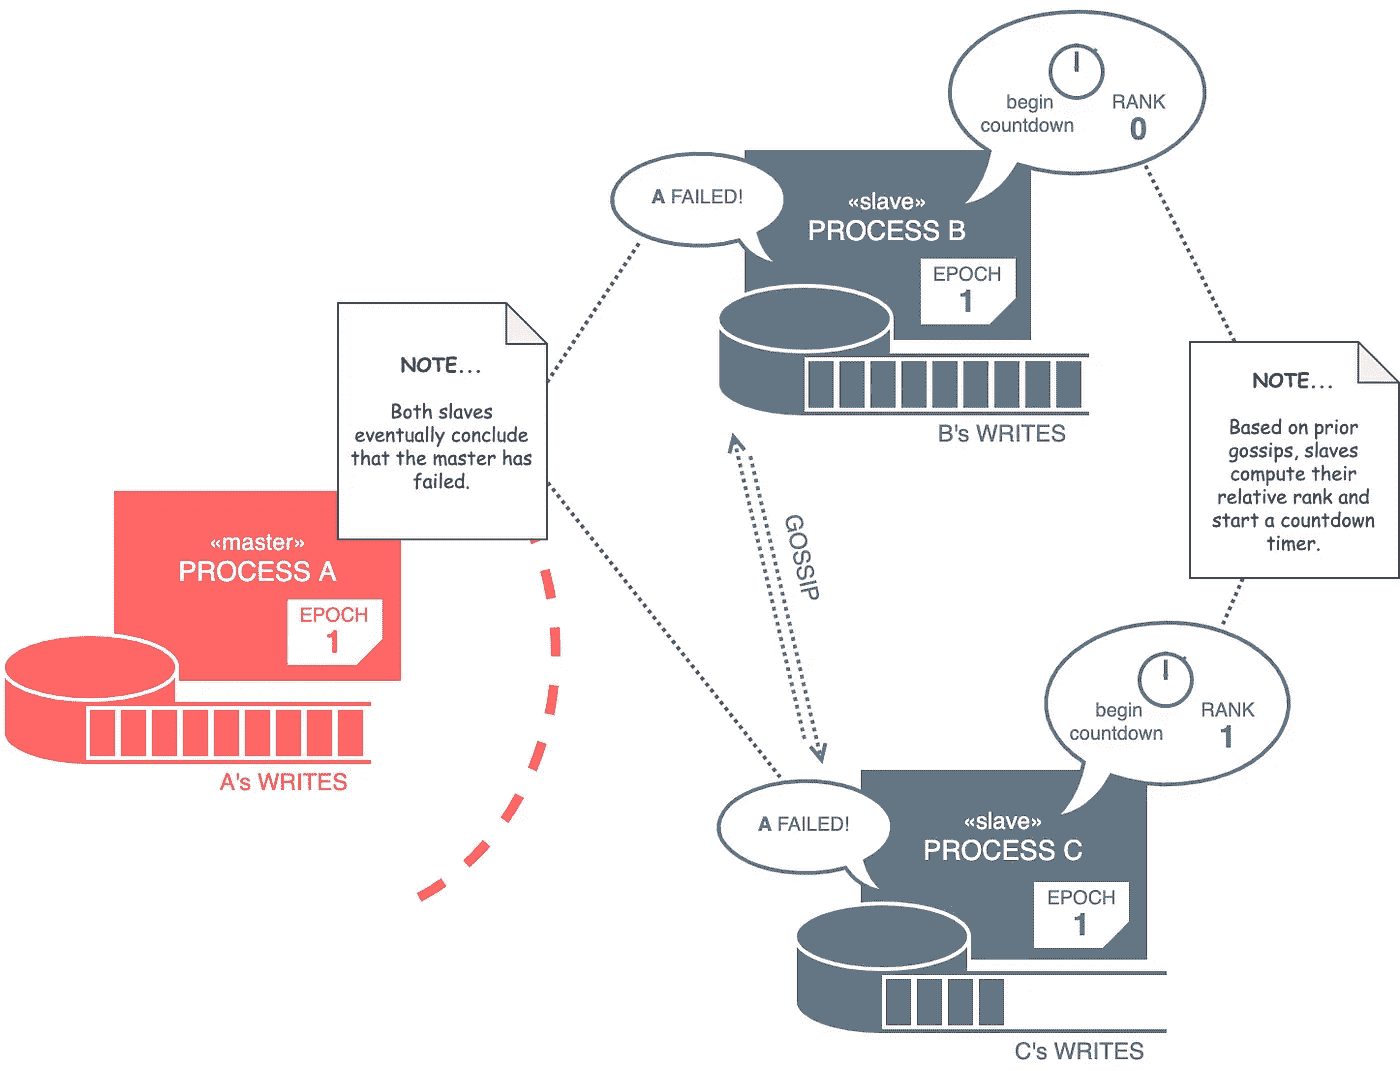 begin
countdown
RANK
0
A FAILED!
«slave»
PROCESS B
EPOCH
1
B's WRITES
NOTE...
Both slaves
eventually conclude
that the master has
failed.
NOTE...
Based on prior
gossips, slaves
compute their
relative rank and
start a countdown
timer.
GOSSIP
«master»
PROCESS A
EPOCH
1
A's WRITES
begin
countdown
RANK
1
A FAILED!
«slave»
PROCESS C
EPOCH
1
C's WRITES